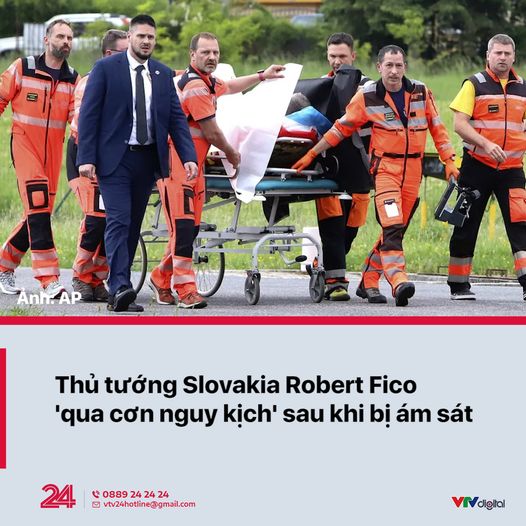 Ảnh: AP
Thủ tướng Slovakia Robert Fico
'qua cơn nguy kịch' sau khi bị ám sát
24
0889 24 24 24
vtv24hotline@gmail.com
VTVdigital